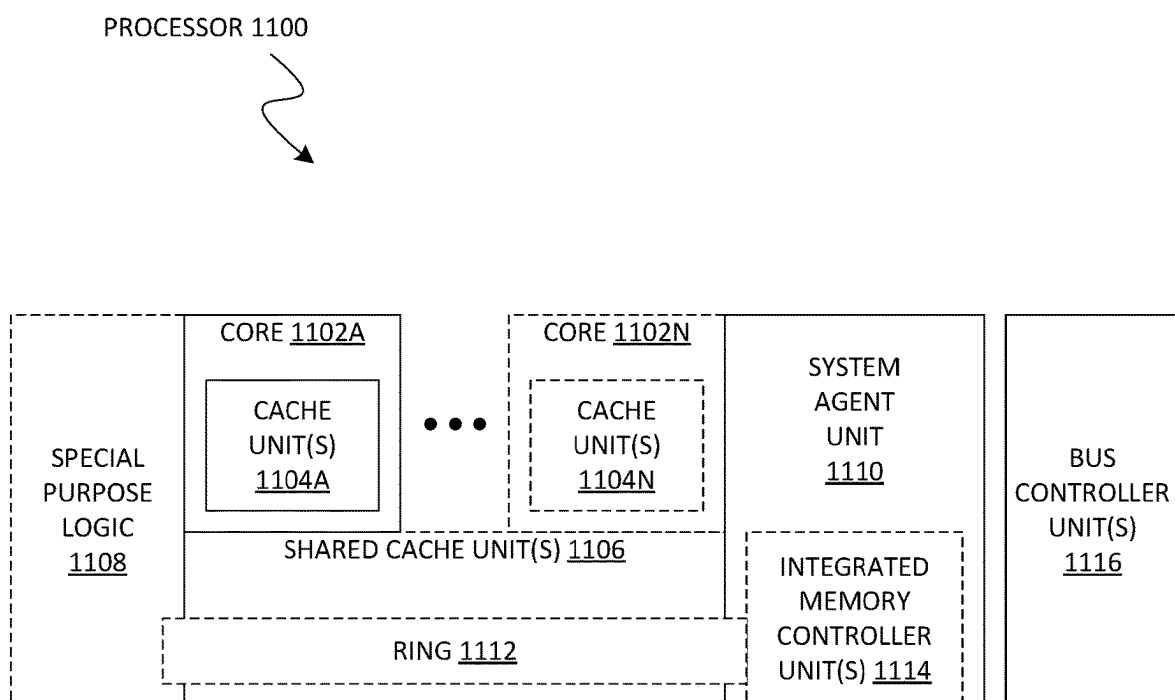 PROCESSOR 1100
CORE 1102A
CORE 1102N
CACHE
UNIT(S)
1104A
CACHE
UNIT(S)
1104N
SYSTEM
AGENT
UNIT
1110
SPECIAL
PURPOSE
LOGIC
1108
BUS
CONTROLLER
UNIT(S)
1116
SHARED CACHE UNIT(S) 1106
INTEGRATED
MEMORY
CONTROLLER
UNIT(S) 1114
RING 1112